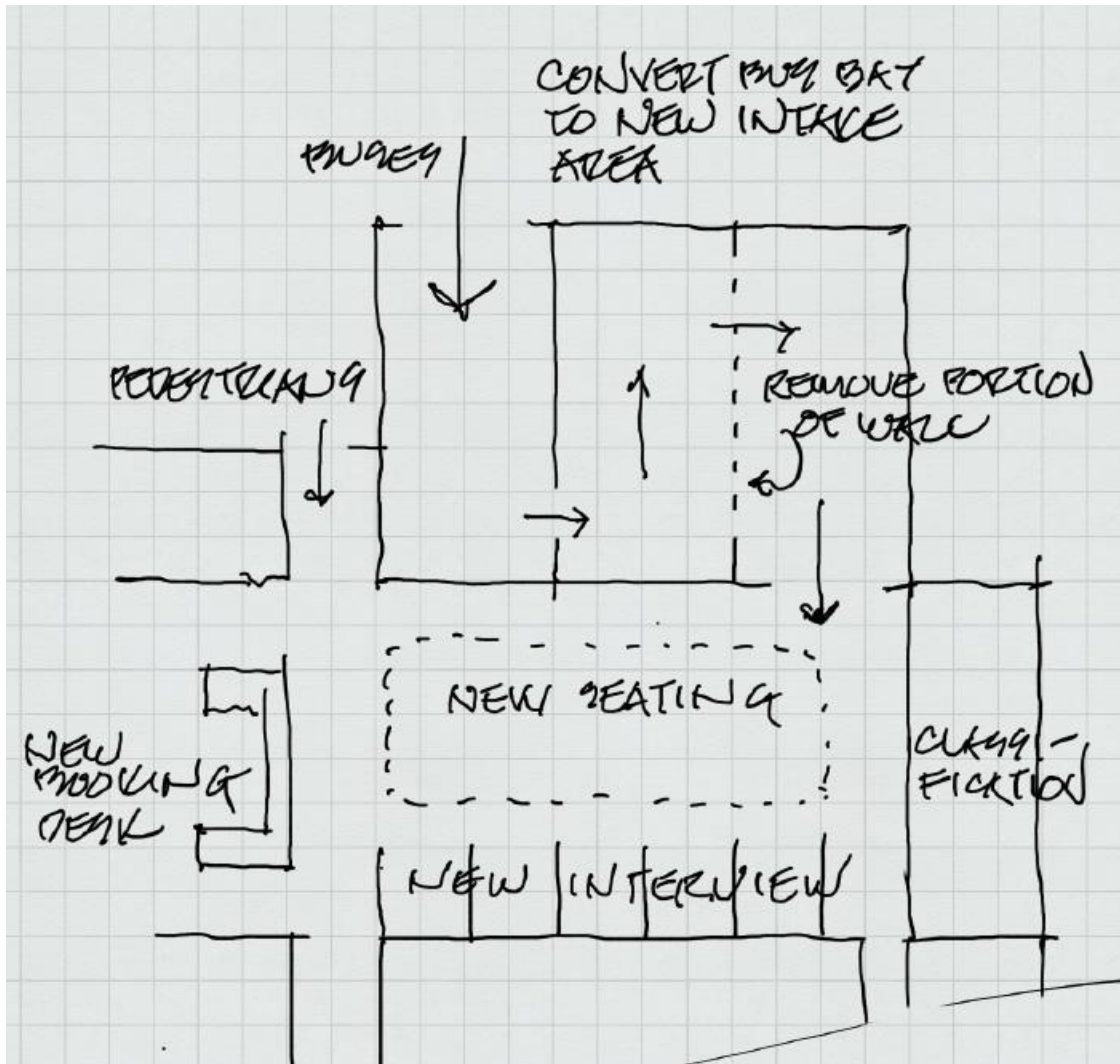 CONVERT BUS BAY
TO NEW INTAKE
AREA
BUSES
PEDESTRIANS
REMOVE PORTION
OF WALL
NEW SEATING
NEW
BOOKING
DESK
CLASSI-
FICATION
NEW INTERVIEW